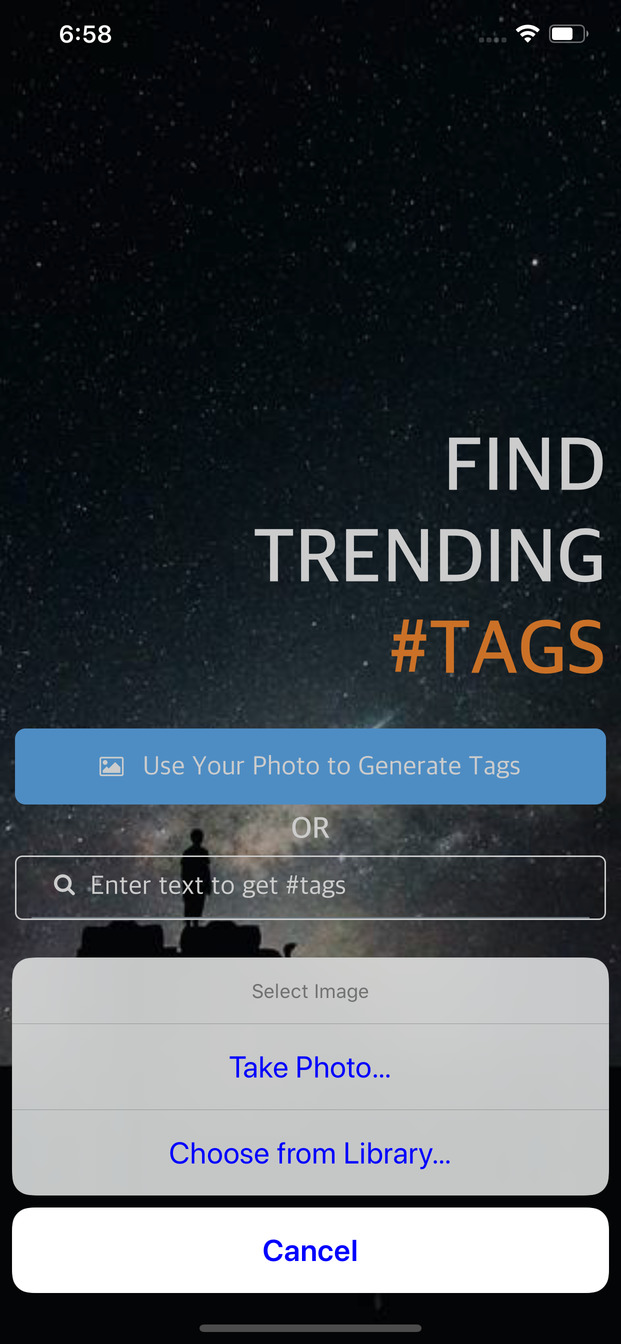 6:58
FIND
TRENDING
#TAGS
Use Your Photo to Generate Tags
OR
Enter text to get #tags
Select Image
Take Photo...
Choose from Library...
Cancel